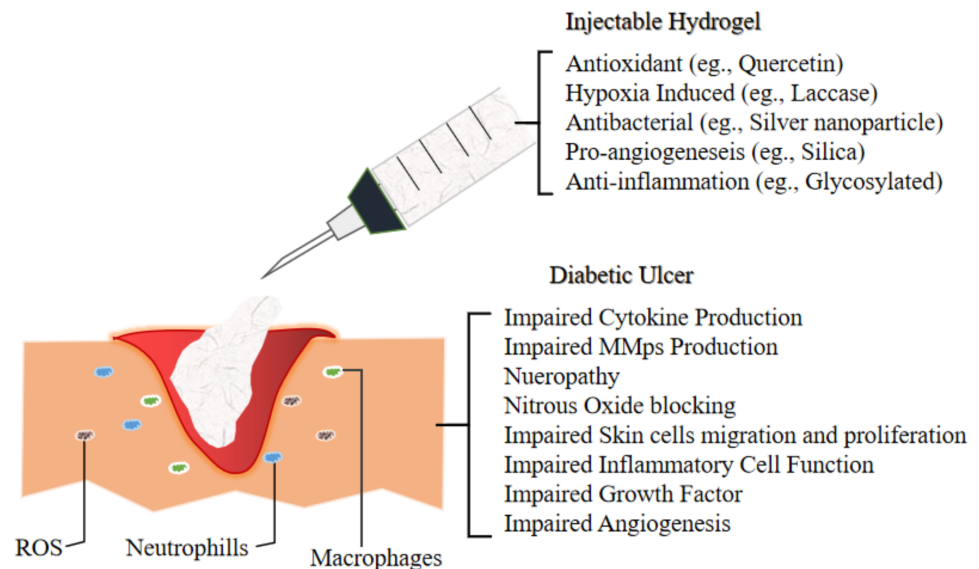 Injectable Hydrogel
Antioxidant (eg., Quercetin)
Hypoxia Induced (eg., Laccase)
Antibacterial (eg., Silver nanoparticle)
Pro-angiogeneseis (eg., Silica)
Anti-inflammation (eg., Glycosylated)
Diabetic Ulcer
Impaired Cytokine Production
Impaired MMps Production
Nueropathy
Nitrous Oxide blocking
Impaired Skin cells migration and proliferation
Impaired Inflammatory Cell Function
Impaired Growth Factor
Impaired Angiogenesis
ROS
Neutrophills
Macrophages